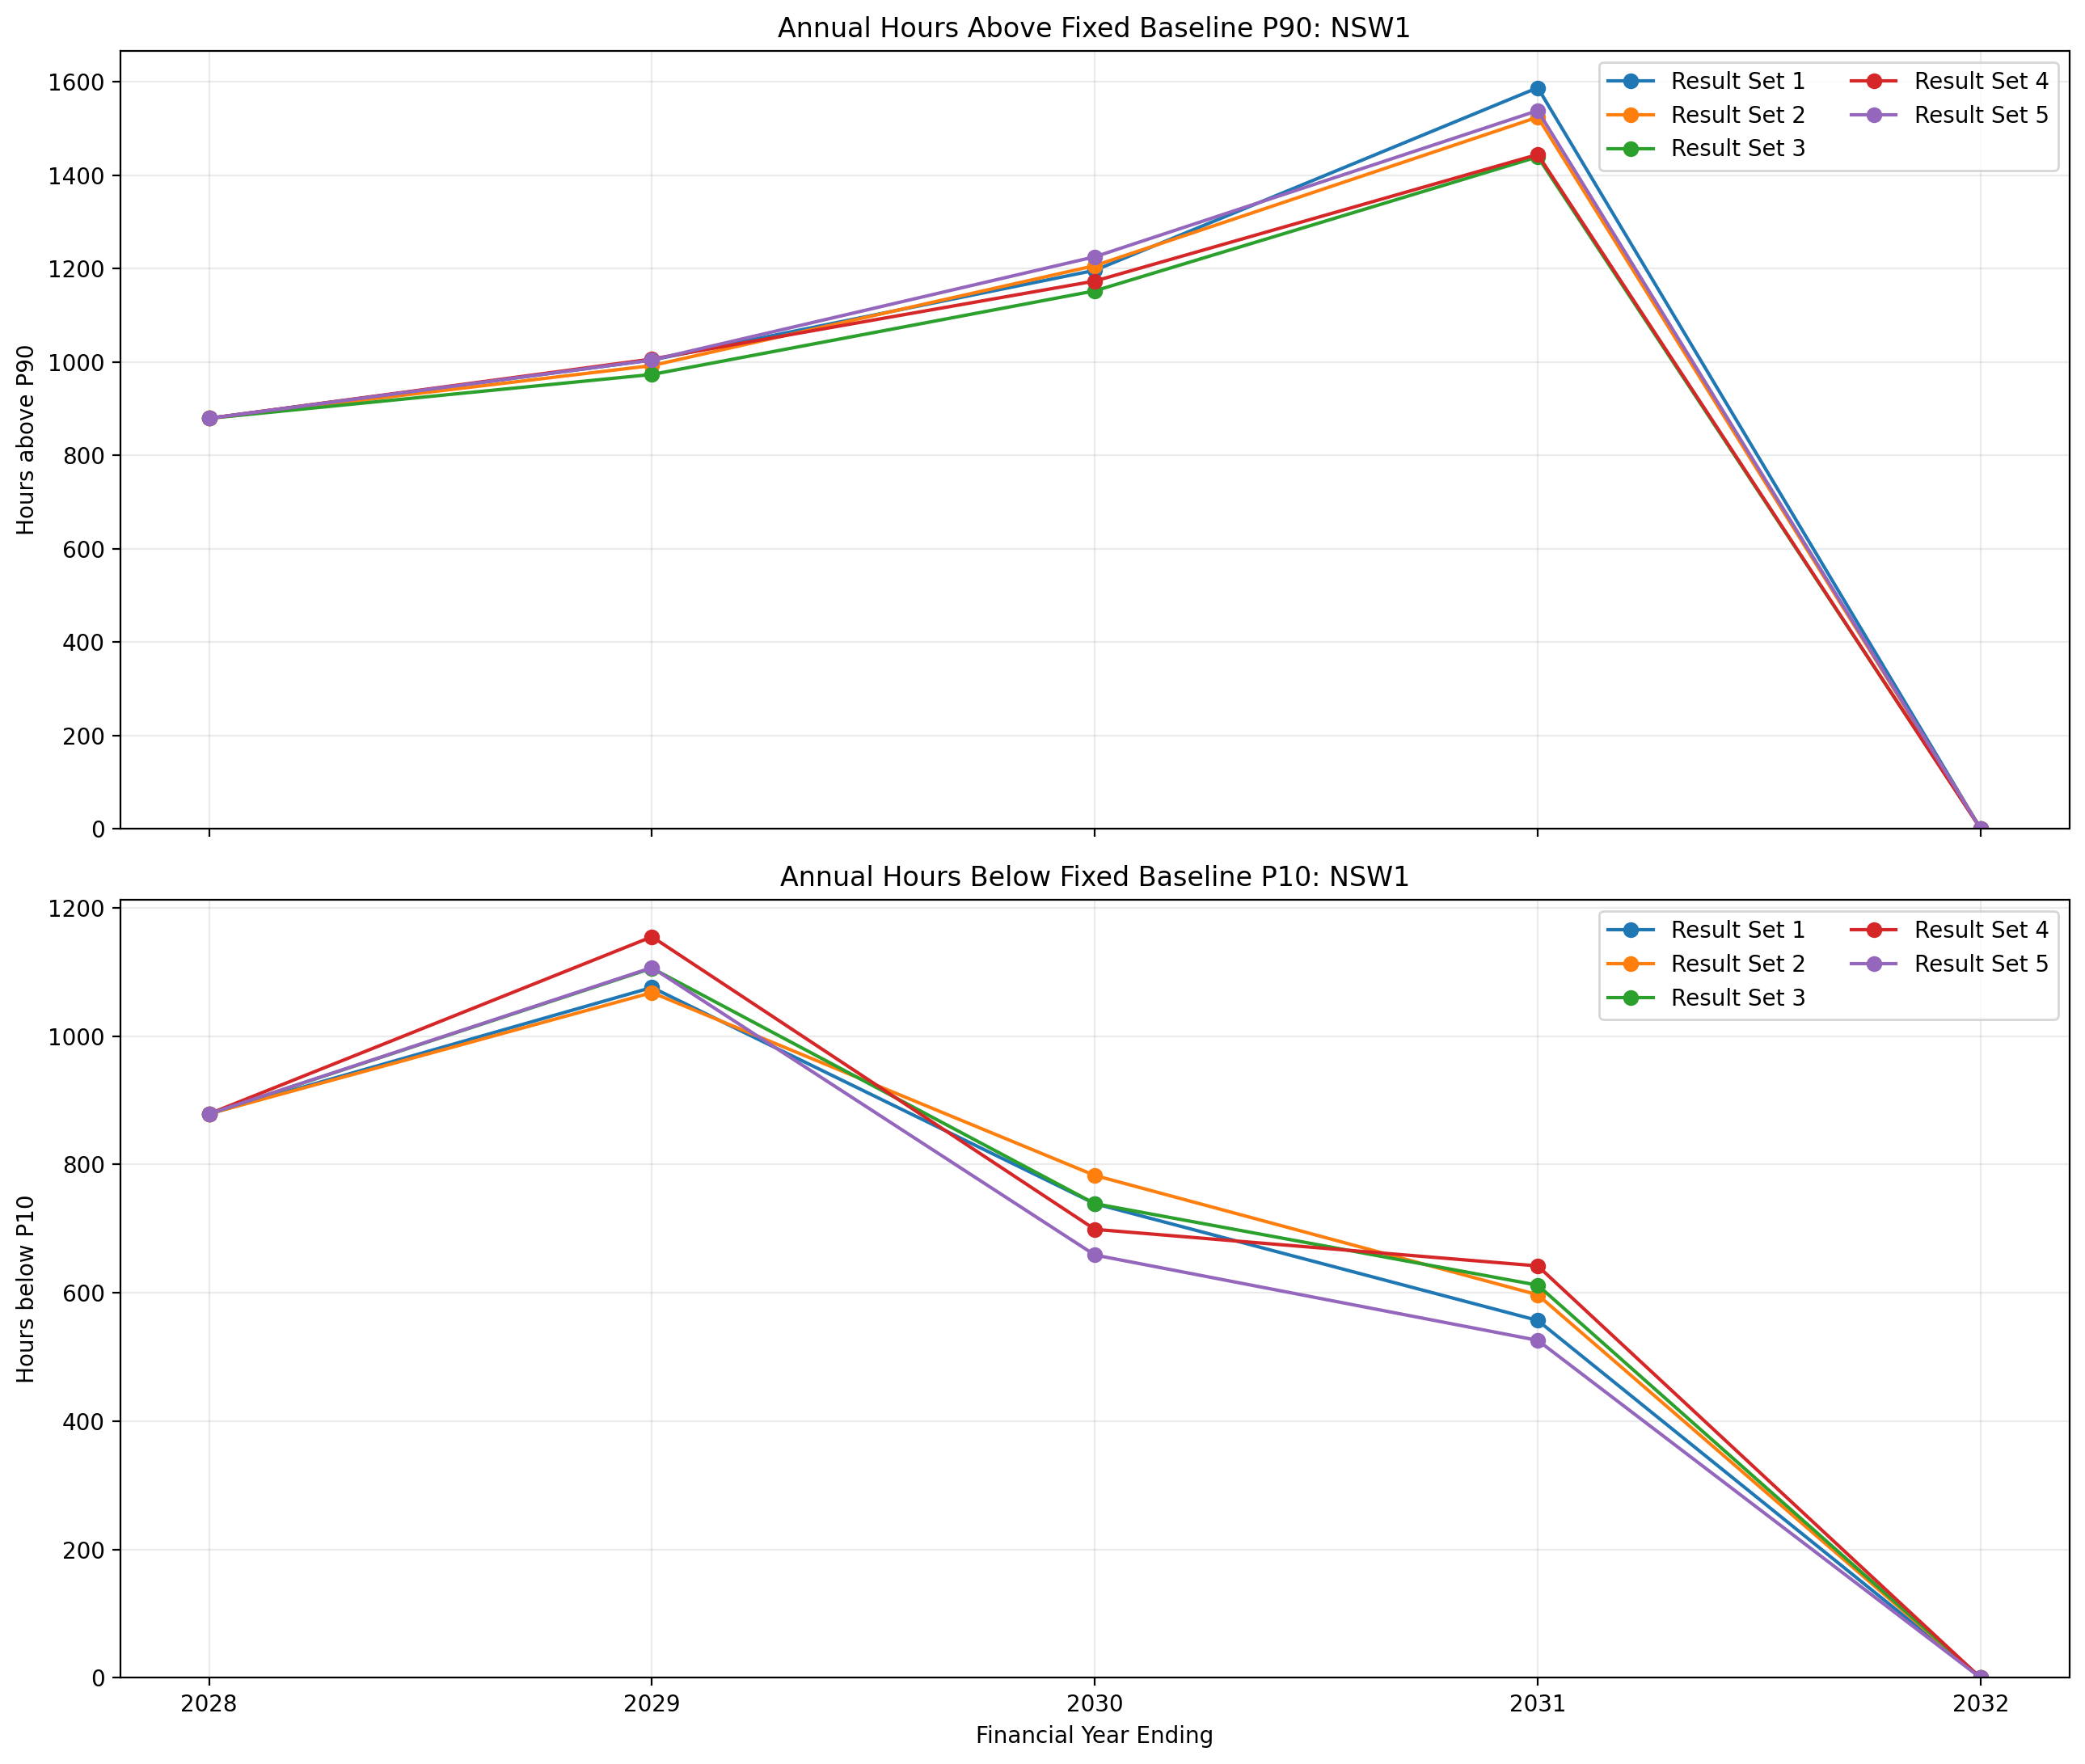 Annual Hours Above Fixed Baseline P90: NSW1
Hours above P90
1600
1400
1200
1000
800
600
400
200
0
Result Set 1
Result Set 2
Result Set 3
Result Set 4
Result Set 5
Annual Hours Below Fixed Baseline P10: NSW1
Hours below P10
1200
1000
800
600
400
200
0
Result Set 1
Result Set 2
Result Set 3
Result Set 4
Result Set 5
2028 2029 2030 2031 2032
Financial Year Ending